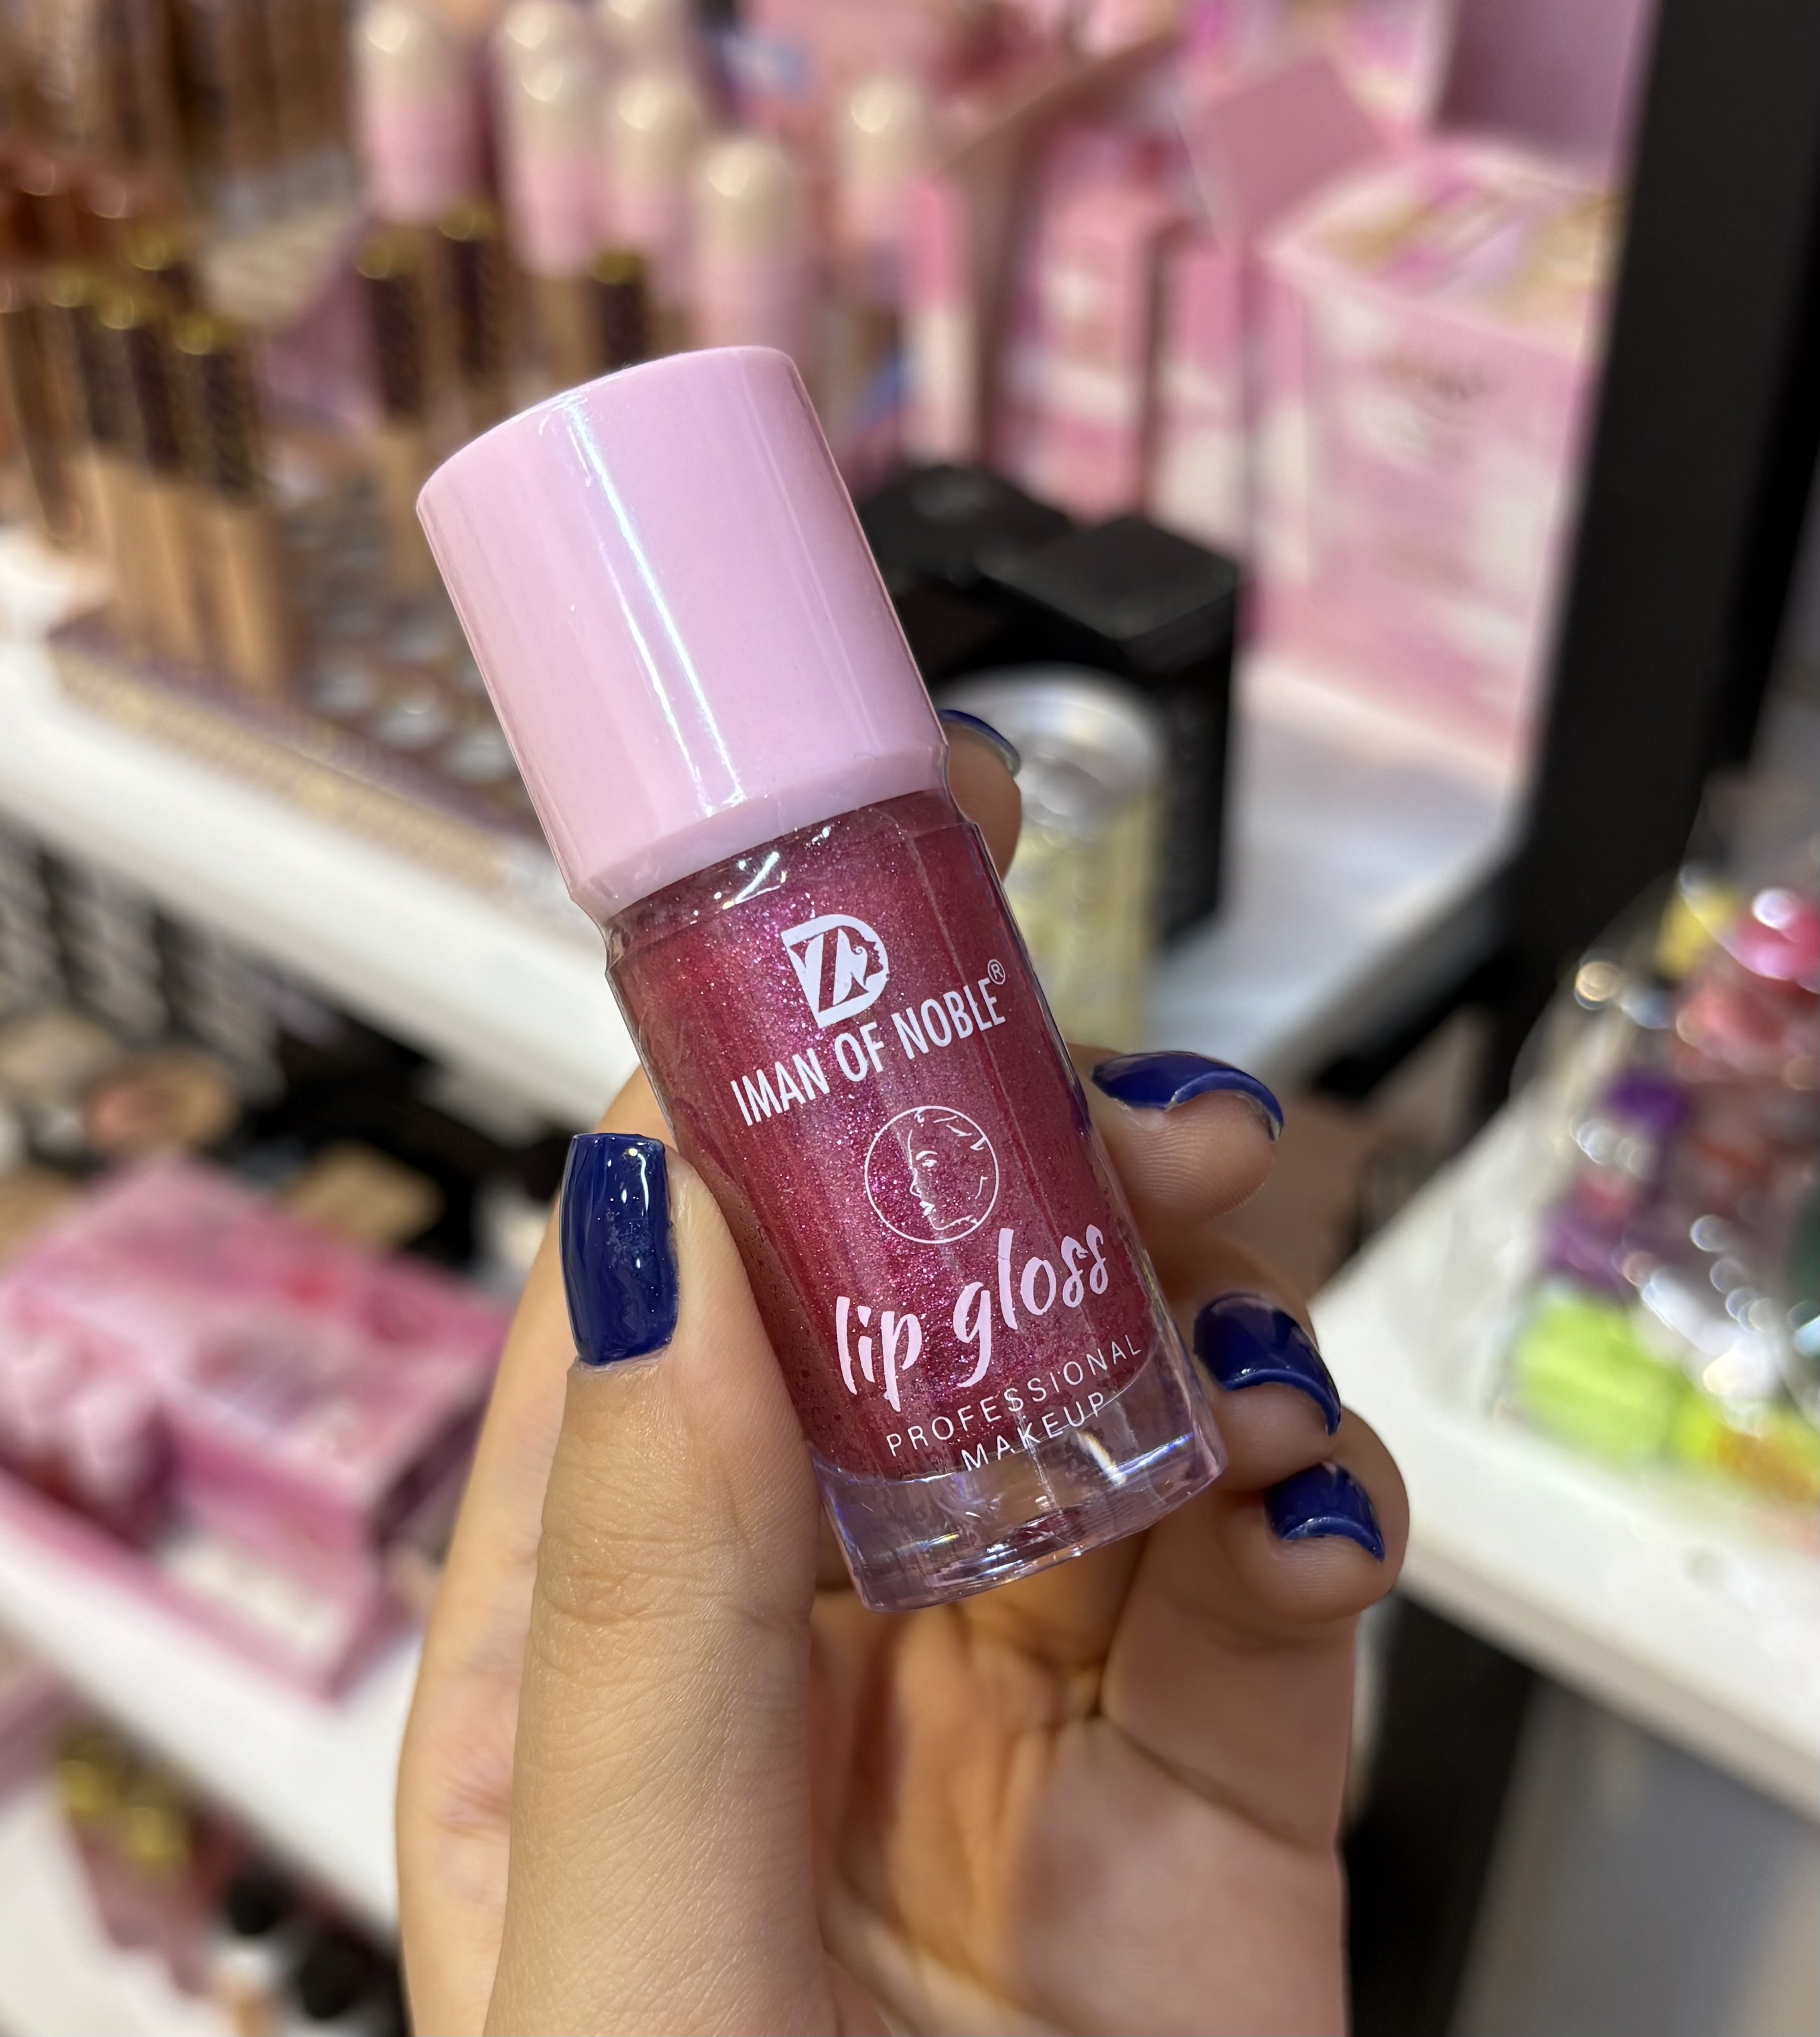 IMAN OF NOBLE®
lip gloss
PROFESSIONAL
MAKEUP